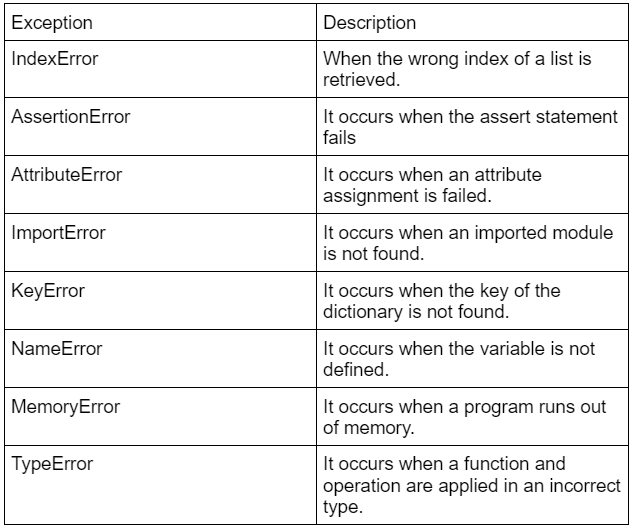 Exception
Description
IndexError
When the wrong index of a list is
retrieved.
AssertionError
It occurs when the assert statement
fails
AttributeError
It occurs when an attribute
assignment is failed.
ImportError
It occurs when an imported module
is not found.
KeyError
It occurs when the key of the
dictionary is not found.
NameError
It occurs when the variable is not
defined.
MemoryError
It occurs when a program runs out
of memory.
TypeError
It occurs when a function and
operation are applied in an incorrect
type.